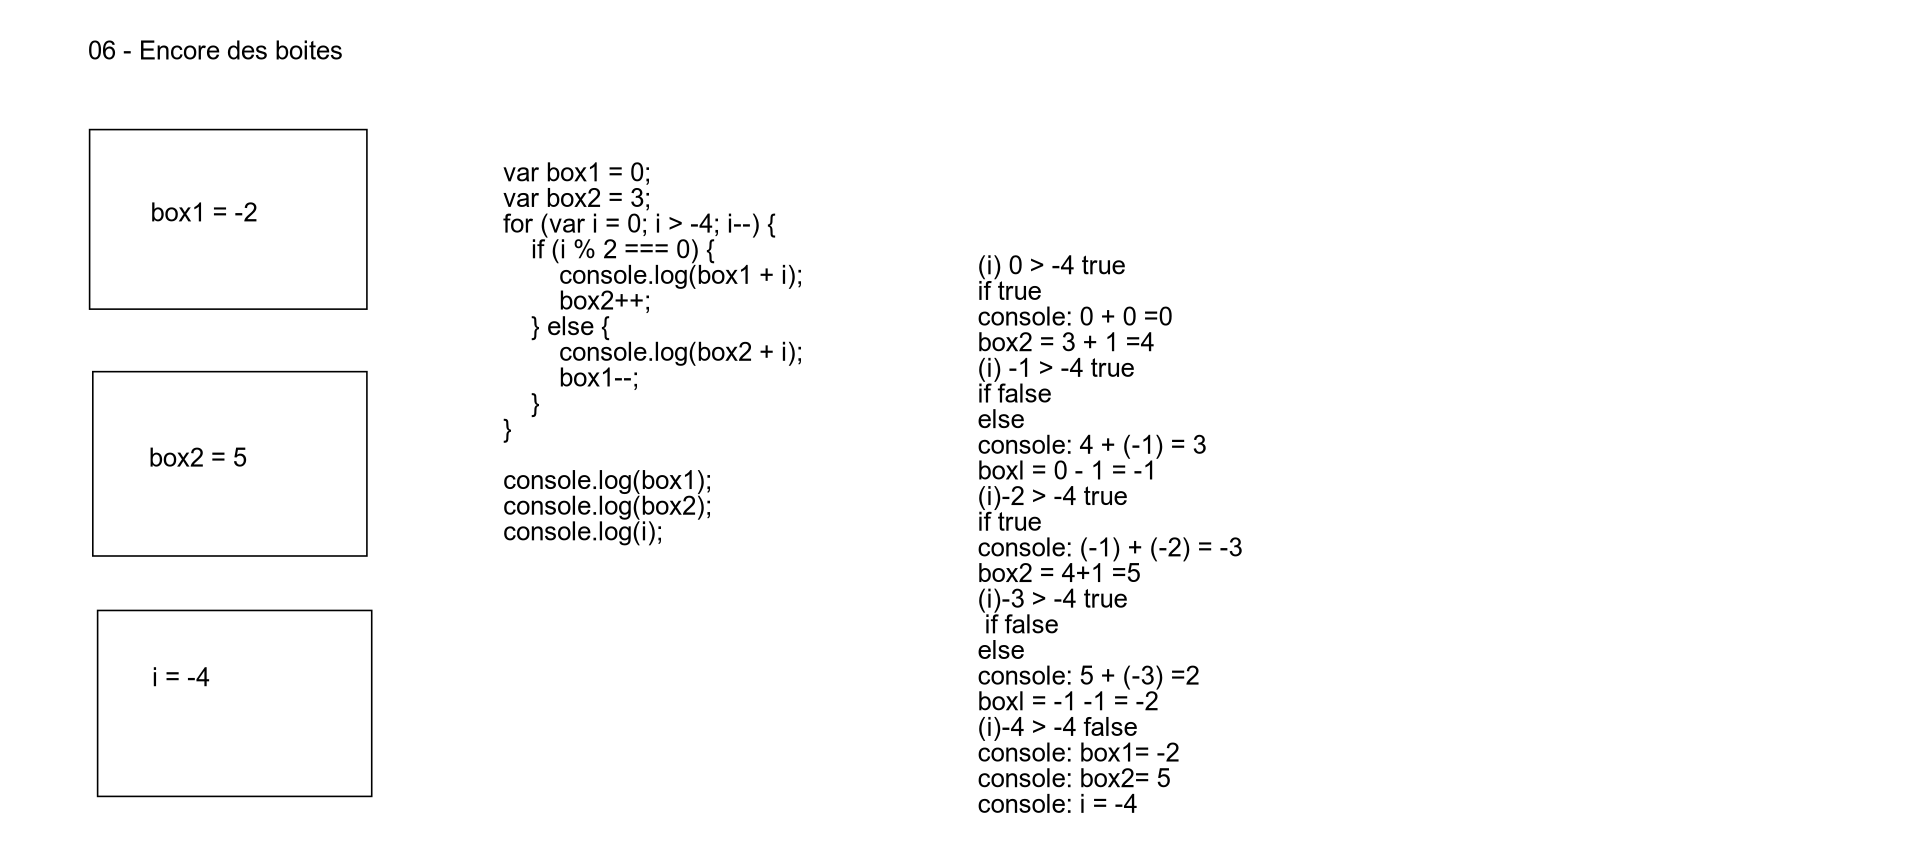 06 - Encore des boites
box1 = -2
box2 = 5
i = -4
var box1 = 0;
var box2 = 3;
for (var i = 0; i > -4; i--) {
if (i % 2 === 0) {
console.log(box1 + i);
box2++;
} else {
console.log(box2 + i);
box1--;
}
}
console.log(box1);
console.log(box2);
console.log(i);
(i) 0 > -4 true
if true
console: 0 + 0 =0
box2 = 3 + 1 =4
(i) -1 > -4 true
if false
else
console: 4 + (-1) = 3
boxl = 0 - 1 = -1
(i)-2 > -4 true
if true
console: (-1) + (-2) = -3
box2 = 4+1 =5
(i)-3 > -4 true
if false
else
console: 5 + (-3) =2
boxl = -1 -1 = -2
(i)-4 > -4 false
console: box1= -2
console: box2= 5
console: i = -4